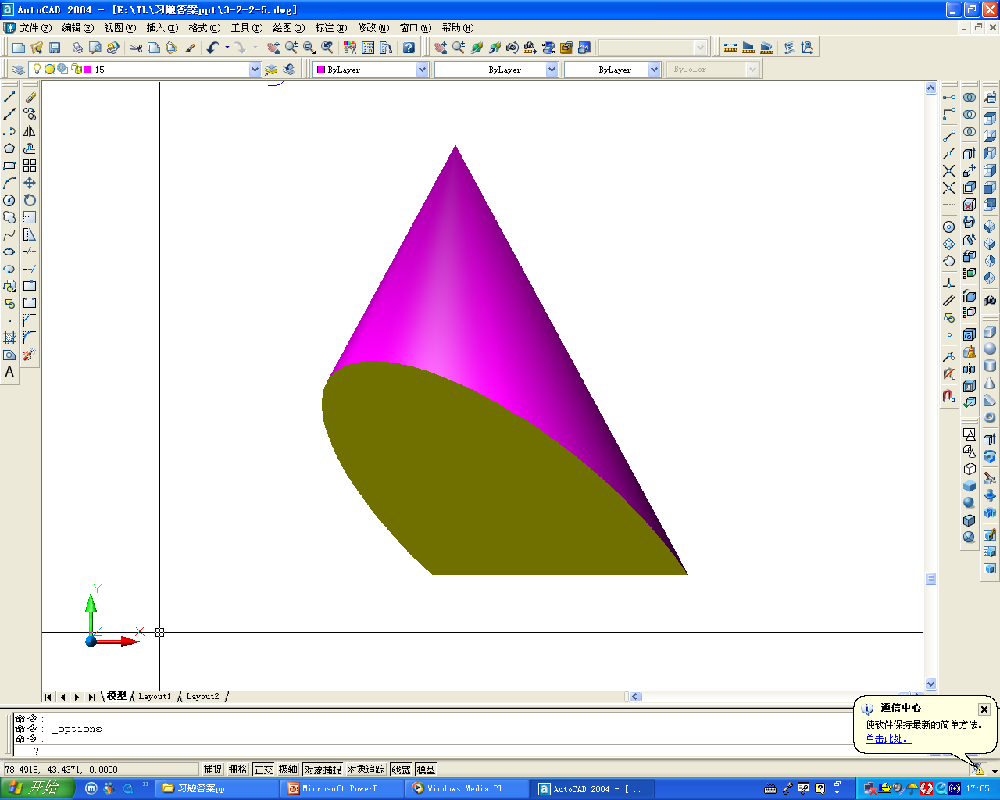 AutoCAD 2004 - [E:\TL\习题答案ppt\3-2-2-5.dwg]
文件(F) 编辑(E) 视图(V) 插入(I) 格式(O) 工具(T) 绘图(D) 标注(N) 修改(M) 窗口(W) 帮助(H)
15
ByLayer
ByLayer
ByLayer
ByColor
A
Y
Z
X
模型 Layout1 Layout2
命令:
命令: _options
命令:
?
通信中心
使软件保持最新的简单方法。
单击此处。
78.4915, 43.4371, 0.0000
捕捉 栅格 正交 极轴 对象捕捉 对象追踪 线宽 模型
开始
习题答案ppt
Microsoft PowerP...
Windows Media Pl...
AutoCAD 2004 - [...
17:05